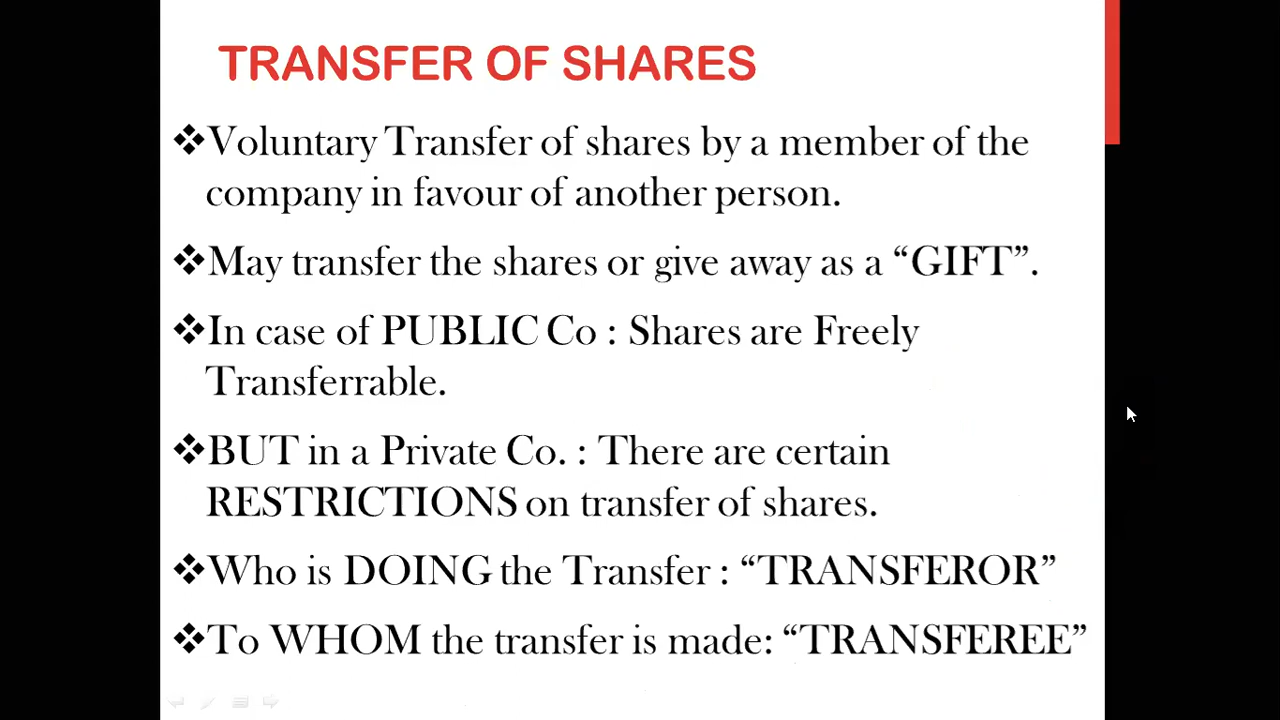 TRANSFER OF SHARES
❖Voluntary Transfer of shares by a member of the
company in favour of another person.
❖May transfer the shares or give away as a “GIFT”.
❖In case of PUBLIC Co : Shares are Freely
Transferrable.
❖BUT in a Private Co. : There are certain
RESTRICTIONS on transfer of shares.
❖Who is DOING the Transfer : “TRANSFEROR”
❖To WHOM the transfer is made: “TRANSFEREE”